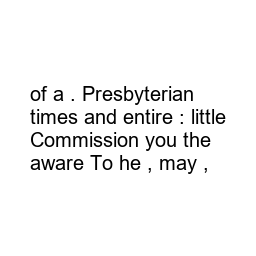 of a . Presbyterian
times and entire : little
Commission you the
aware To he , may ,